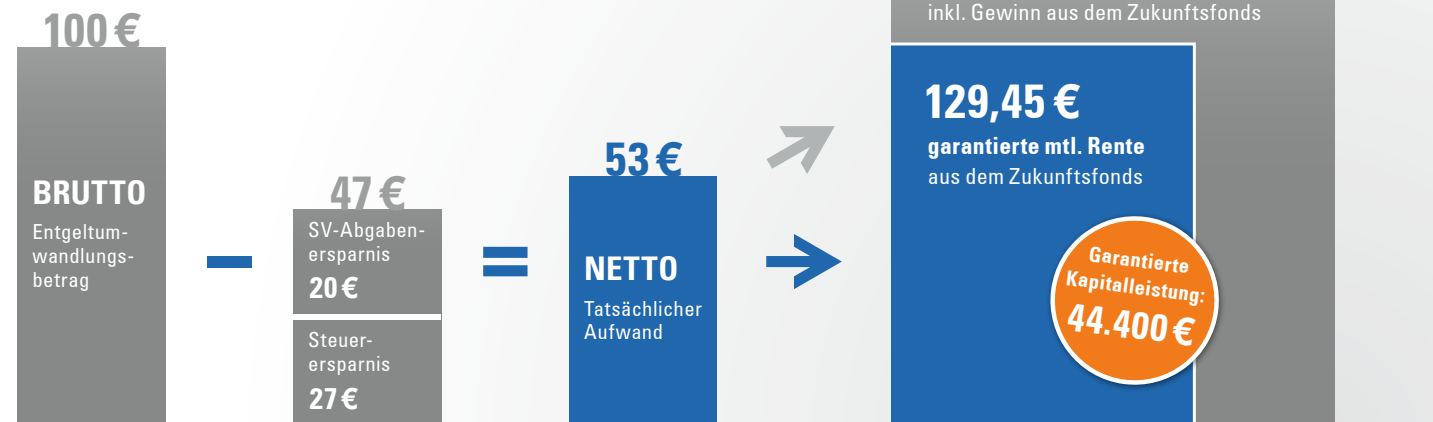 100 €
BRUTTO
Entgeltum-
wandlungs-
betrag
47 €
SV-Abgaben-
ersparnis
20 €
Steuer-
ersparnis
27 €
53 €
NETTO
Tatsächlicher
Aufwand
inkl. Gewinn aus dem Zukunftsfonds
129,45 €
garantierte mtl. Rente
aus dem Zukunftsfonds
Garantierte
Kapitalleistung:
44.400 €